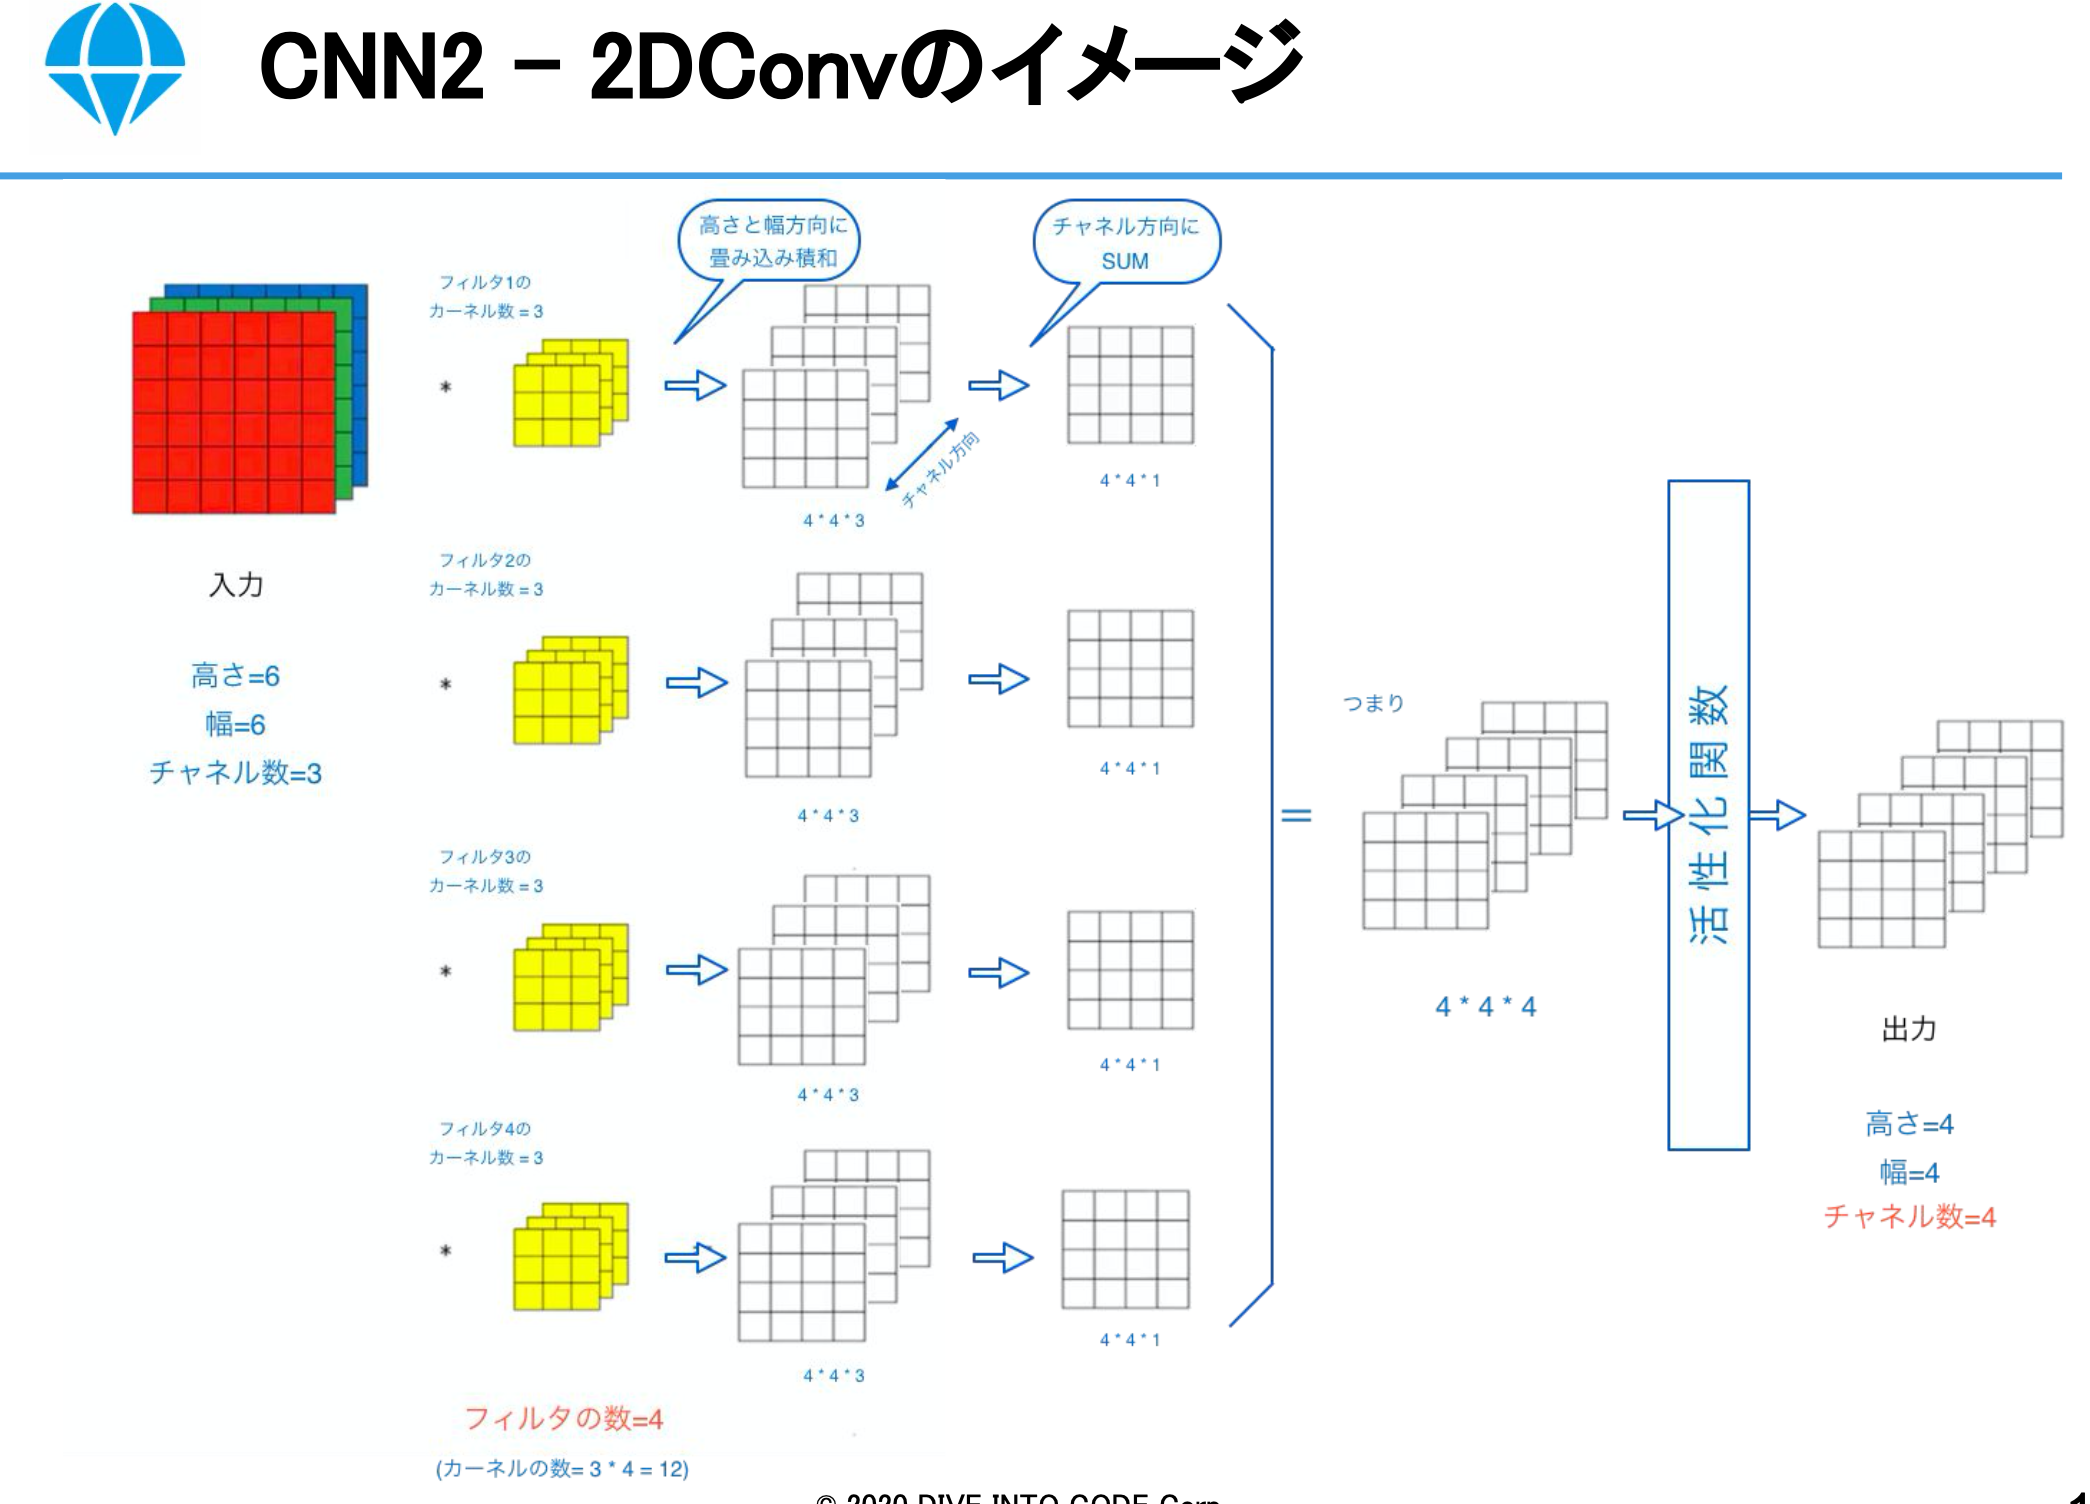 CNN2 － 2DConvのイメージ
高さと幅方向に
畳み込み積和
チャネル方向に
SUM
フィルタ1の
カーネル数 = 3
*
チャネル方向
4 * 4 * 3
4 * 4 * 1
入力
高さ=6
幅=6
チャネル数=3
フィルタ2の
カーネル数 = 3
*
4 * 4 * 3
4 * 4 * 1
フィルタ3の
カーネル数 = 3
*
4 * 4 * 3
4 * 4 * 1
フィルタ4の
カーネル数 = 3
*
4 * 4 * 3
4 * 4 * 1
フィルタの数=4
(カーネルの数= 3 * 4 = 12)
=
つまり
4 * 4 * 4
活性化関数
出力
高さ=4
幅=4
チャネル数=4
© 2020 DIVE INTO CODE Corp